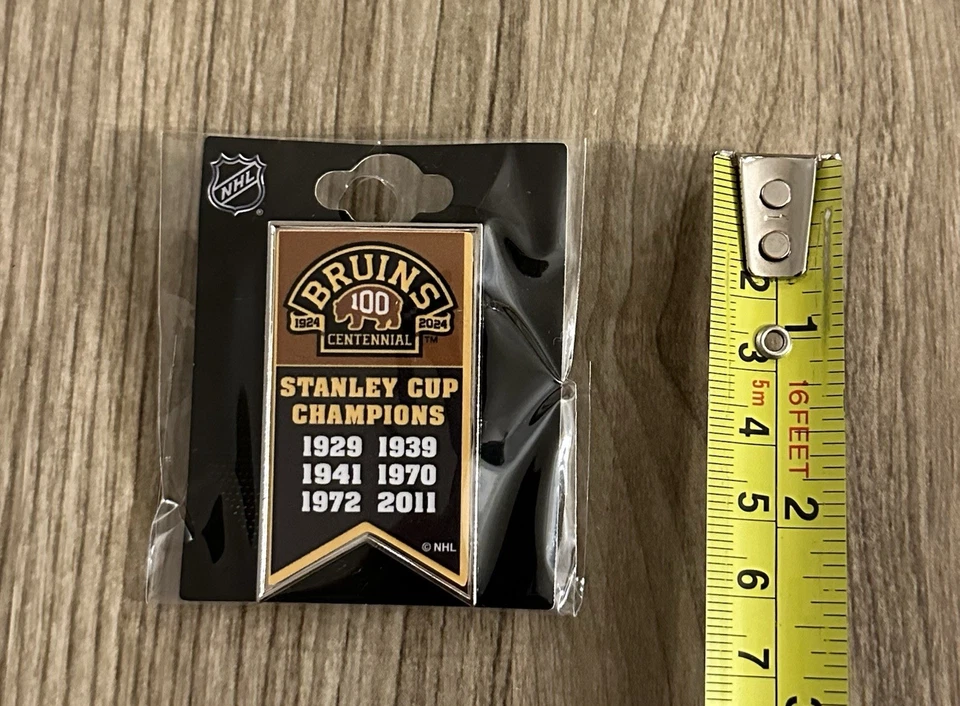 NHL
BRUINS
100
1924 2024
CENTENNIAL TM
STANLEY CUP
CHAMPIONS
1929 1939
1941 1970
1972 2011
© NHL
2
1
3
5m
16FEET
4
5
2
6
7